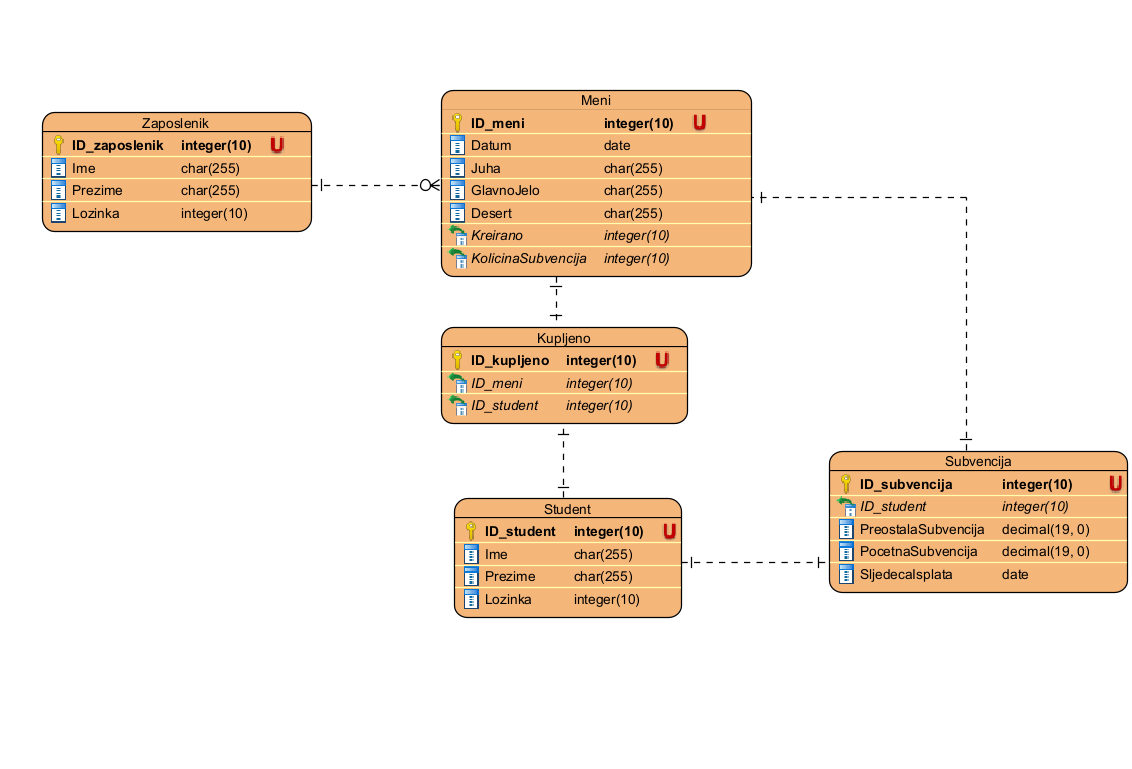 Zaposlenik
ID_zaposlenik integer(10) U
Ime char(255)
Prezime char(255)
Lozinka integer(10)
Meni
ID_meni integer(10) U
Datum date
Juha char(255)
GlavnoJelo char(255)
Desert char(255)
Kreirano integer(10)
KolicinaSubvencija integer(10)
Kupljeno
ID_kupljeno integer(10) U
ID_meni integer(10)
ID_student integer(10)
Student
ID_student integer(10) U
Ime char(255)
Prezime char(255)
Lozinka integer(10)
Subvencija
ID_subvencija integer(10) U
ID_student integer(10)
PreostalaSubvencija decimal(19, 0)
PocetnaSubvencija decimal(19, 0)
SljedecaIsplata date